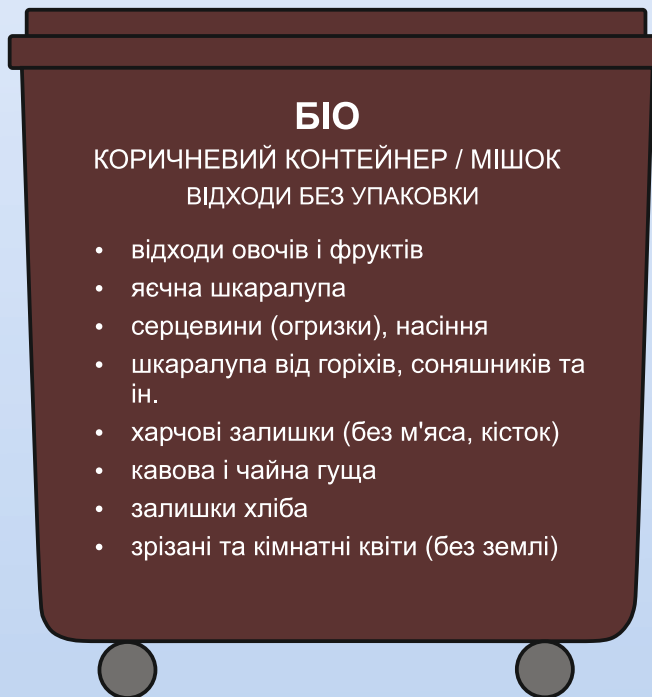 БІО
КОРИЧНЕВИЙ КОНТЕЙНЕР / МІШОК
ВІДХОДИ БЕЗ УПАКОВКИ
• відходи овочів і фруктів
• яєчна шкаралупа
• серцевини (огризки), насіння
• шкаралупа від горіхів, соняшників та
ін.
• харчові залишки (без м'яса, кісток)
• кавова і чайна гуща
• залишки хліба
• зрізані та кімнатні квіти (без землі)